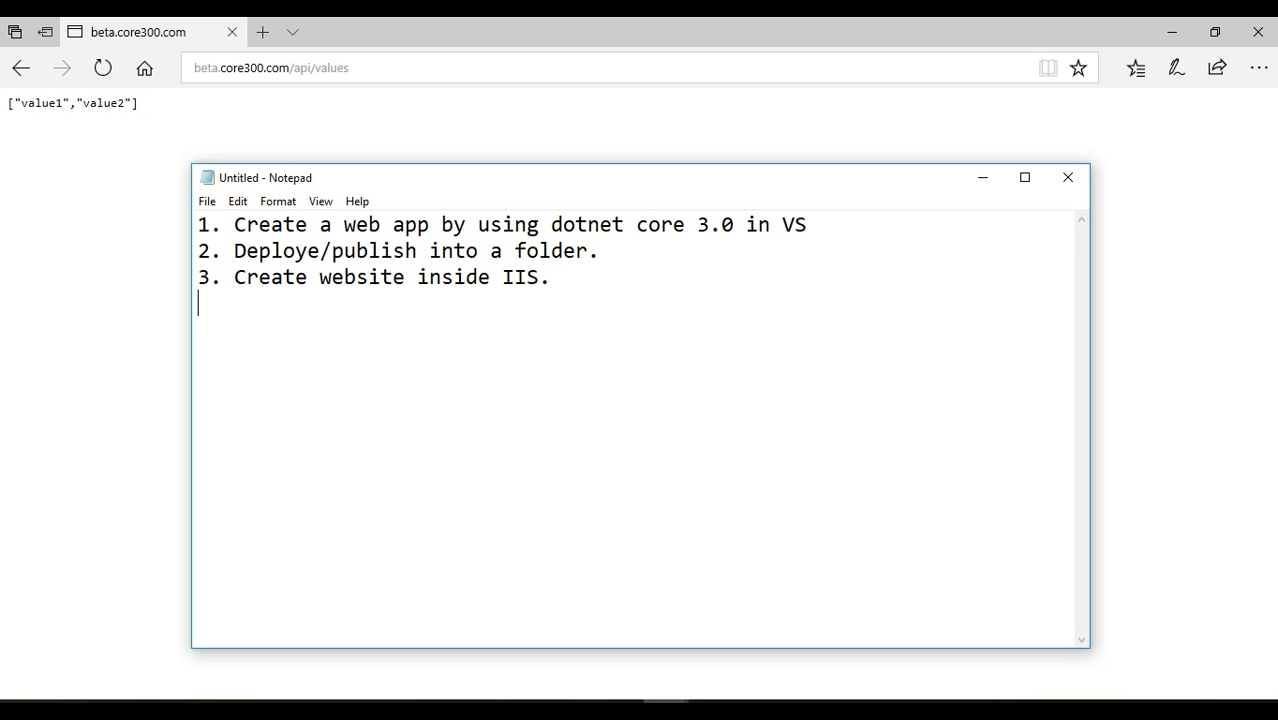 beta.core300.com
beta.core300.com/api/values
["value1","value2"]
Untitled - Notepad
File Edit Format View Help
1. Create a web app by using dotnet core 3.0 in VS
2. Deploye/publish into a folder.
3. Create website inside IIS.